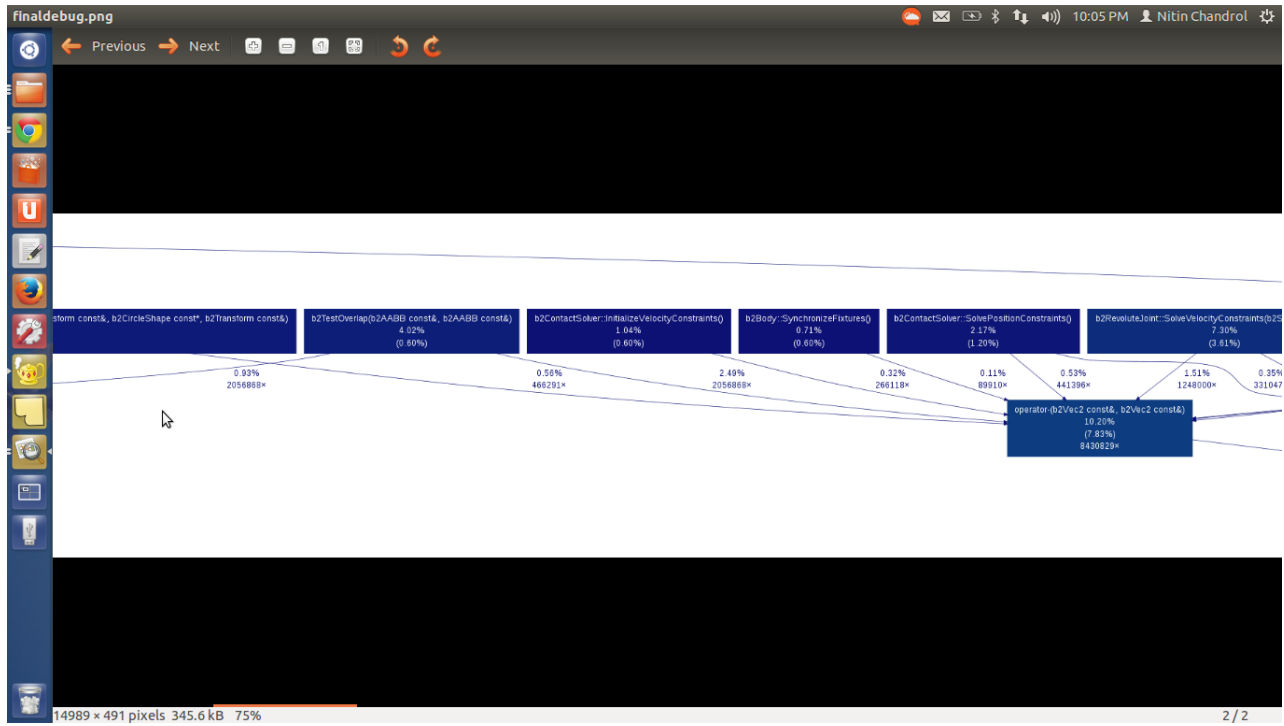 finaldebug.png
10:05 PM Nitin Chandrol
Previous Next
sform const&, b2CircleShape const*, b2Transform const&)
b2TestOverlap(b2AABB const&, b2AABB const&)
4.02%
(0.60%)
b2ContactSolver::InitializeVelocityConstraints()
1.04%
(0.60%)
b2Body::SynchronizeFixtures()
0.71%
(0.60%)
b2ContactSolver::SolvePositionConstraints()
2.17%
(1.20%)
b2RevoluteJoint::SolveVelocityConstraints(b2S
7.30%
(3.61%)
0.93%
2056868×
0.56%
466291×
2.49%
2056868×
0.32%
266118×
0.11%
89910×
0.53%
441396×
1.51%
1248000×
0.35%
331047
operator-(b2Vec2 const&, b2Vec2 const&)
10.20%
(7.83%)
8430829×
14989 × 491 pixels 345.6 kB 75%
2 / 2